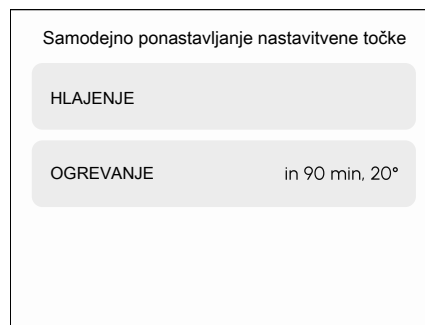 Samodejno ponastavljanje nastavitvene točke
HLAJENJE
OGREVANJE in 90 min, 20°